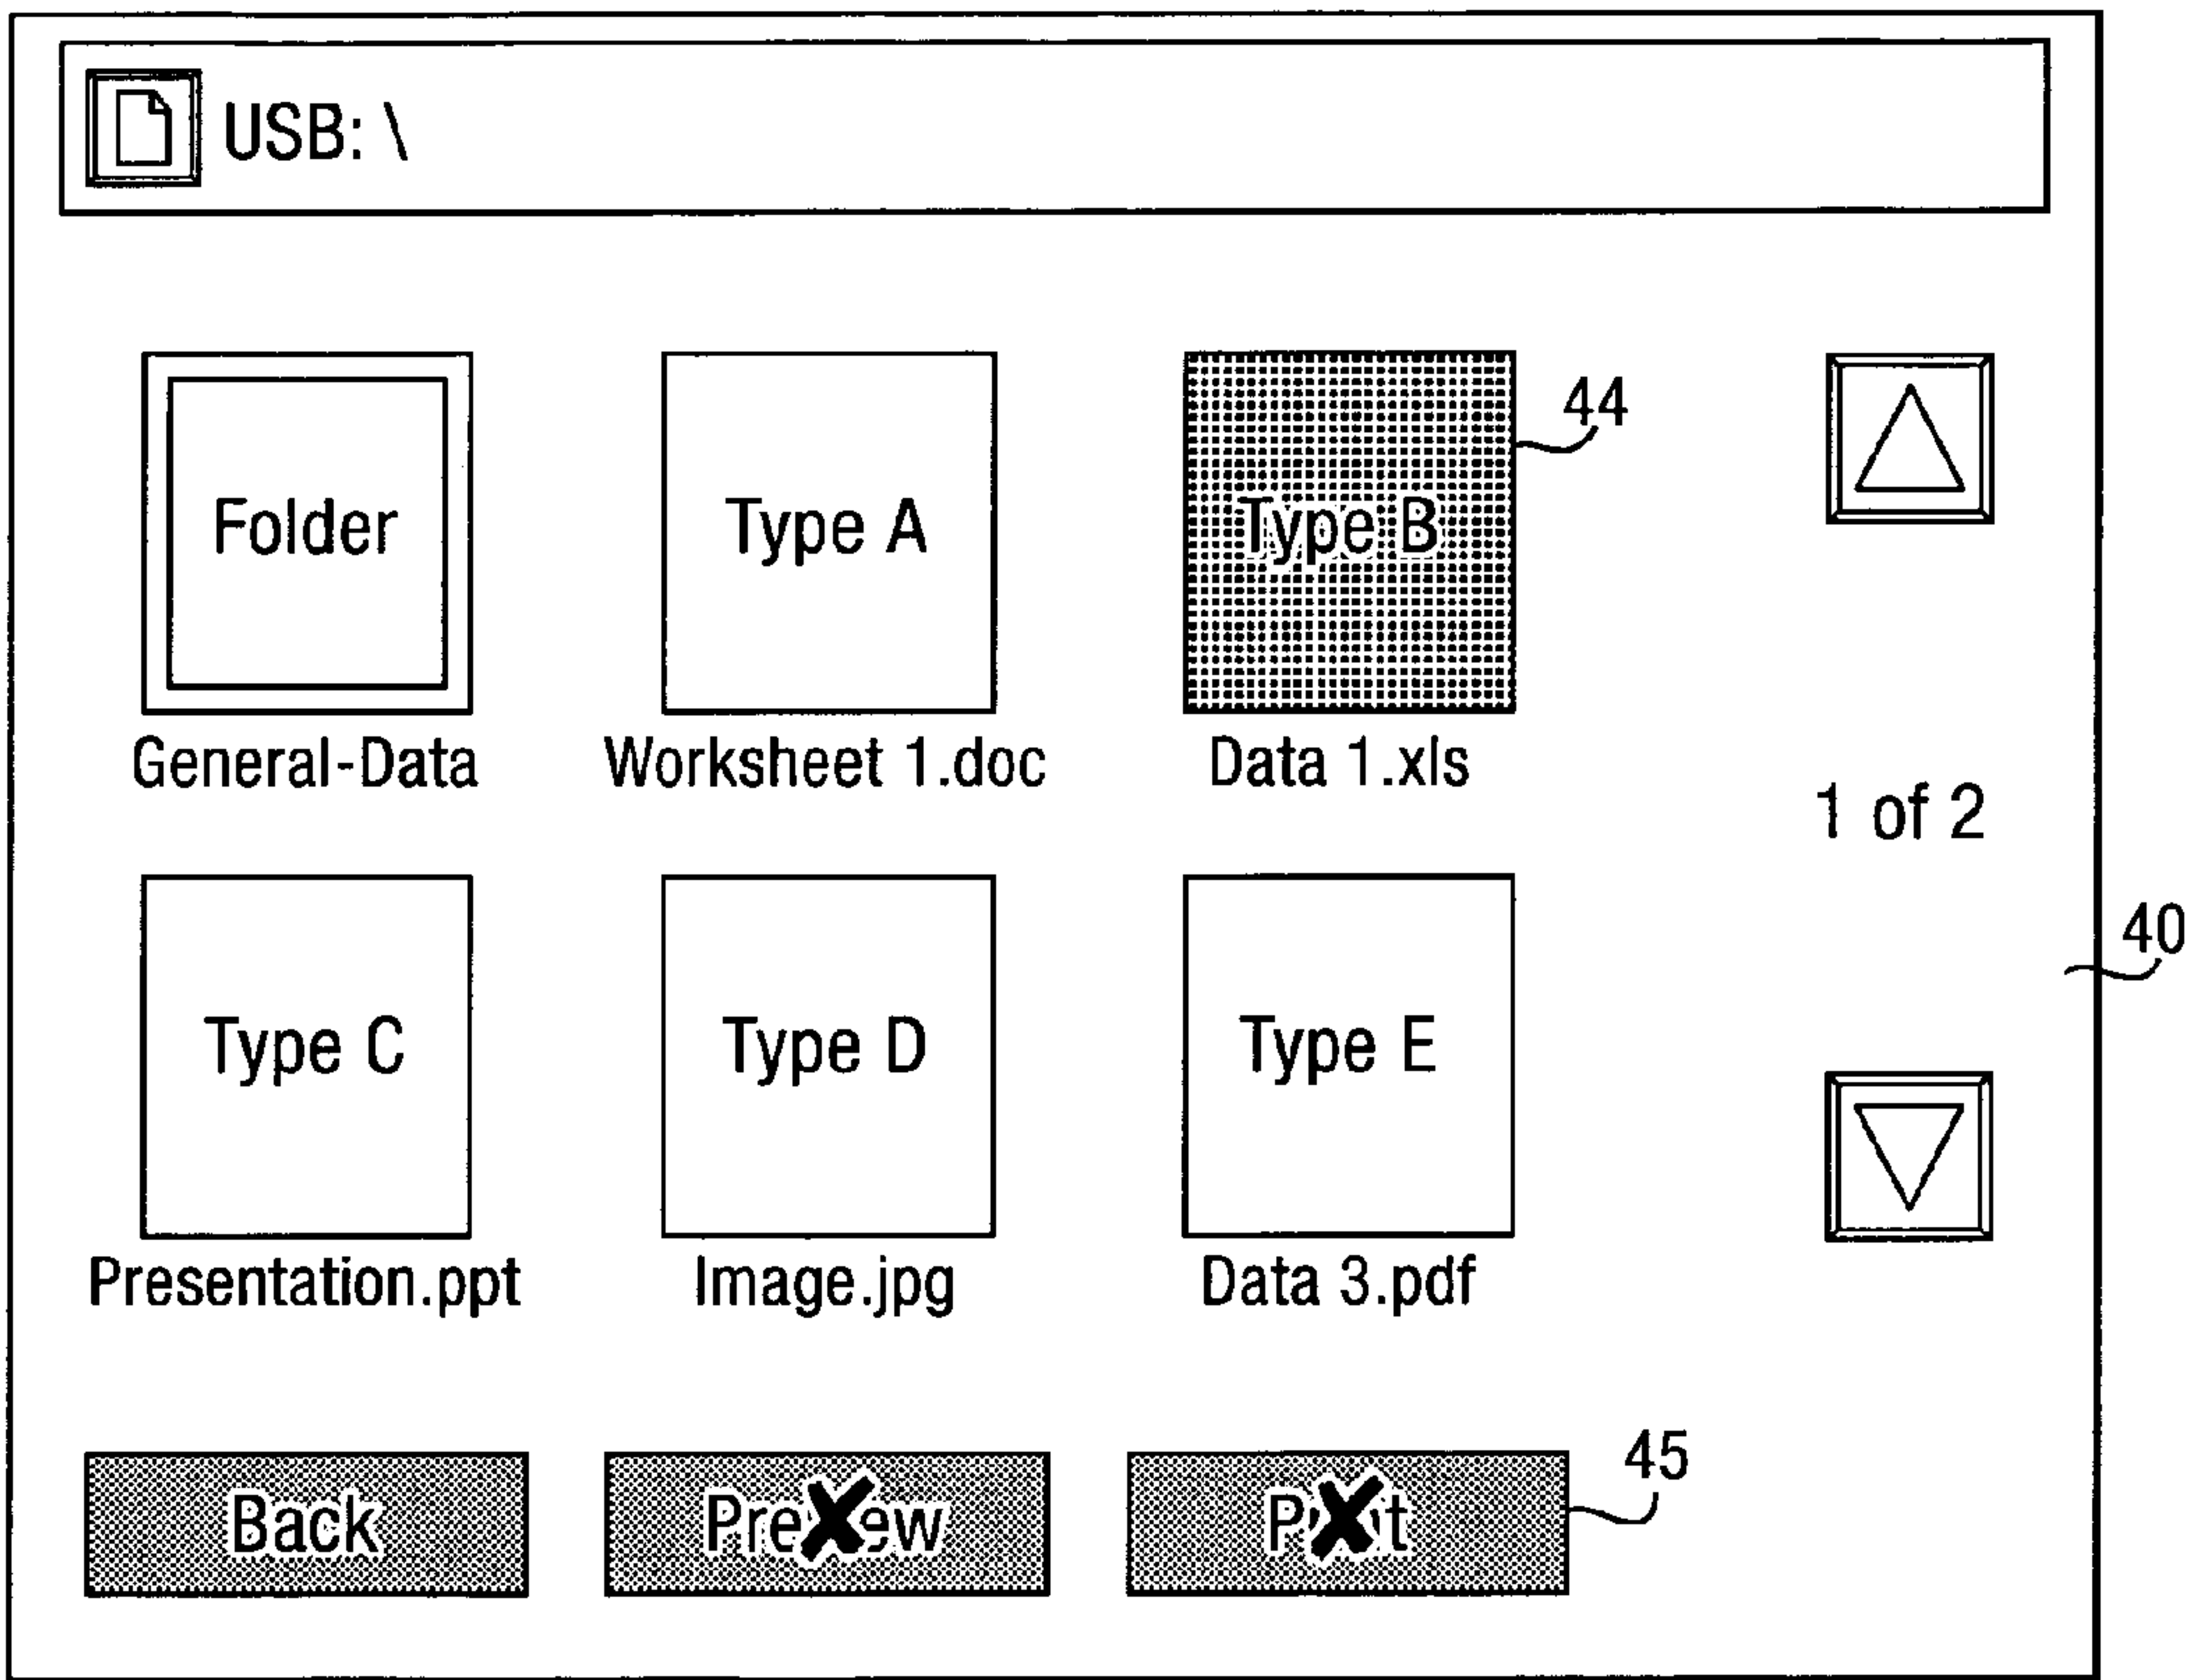 USB: \
Folder
Type A
Type B
44
General-Data
Worksheet 1.doc
Data 1.xls
1 of 2
40
Type C
Type D
Type E
Presentation.ppt
Image.jpg
Data 3.pdf
45
Back